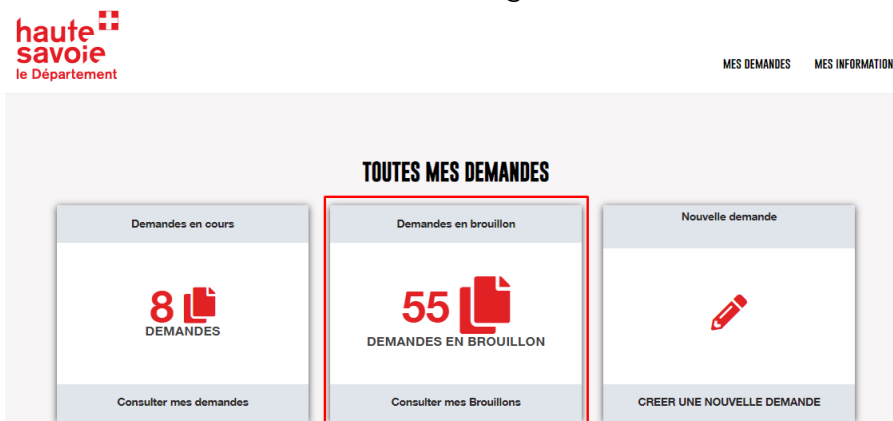 haute
savoie
le Département
MES DEMANDES MES INFORMATION
TOUTES MES DEMANDES
Demandes en cours
Demandes en brouillon
Nouvelle demande
8
DEMANDES
55
DEMANDES EN BROUILLON
Consulter mes demandes
Consulter mes Brouillons
CREER UNE NOUVELLE DEMANDE